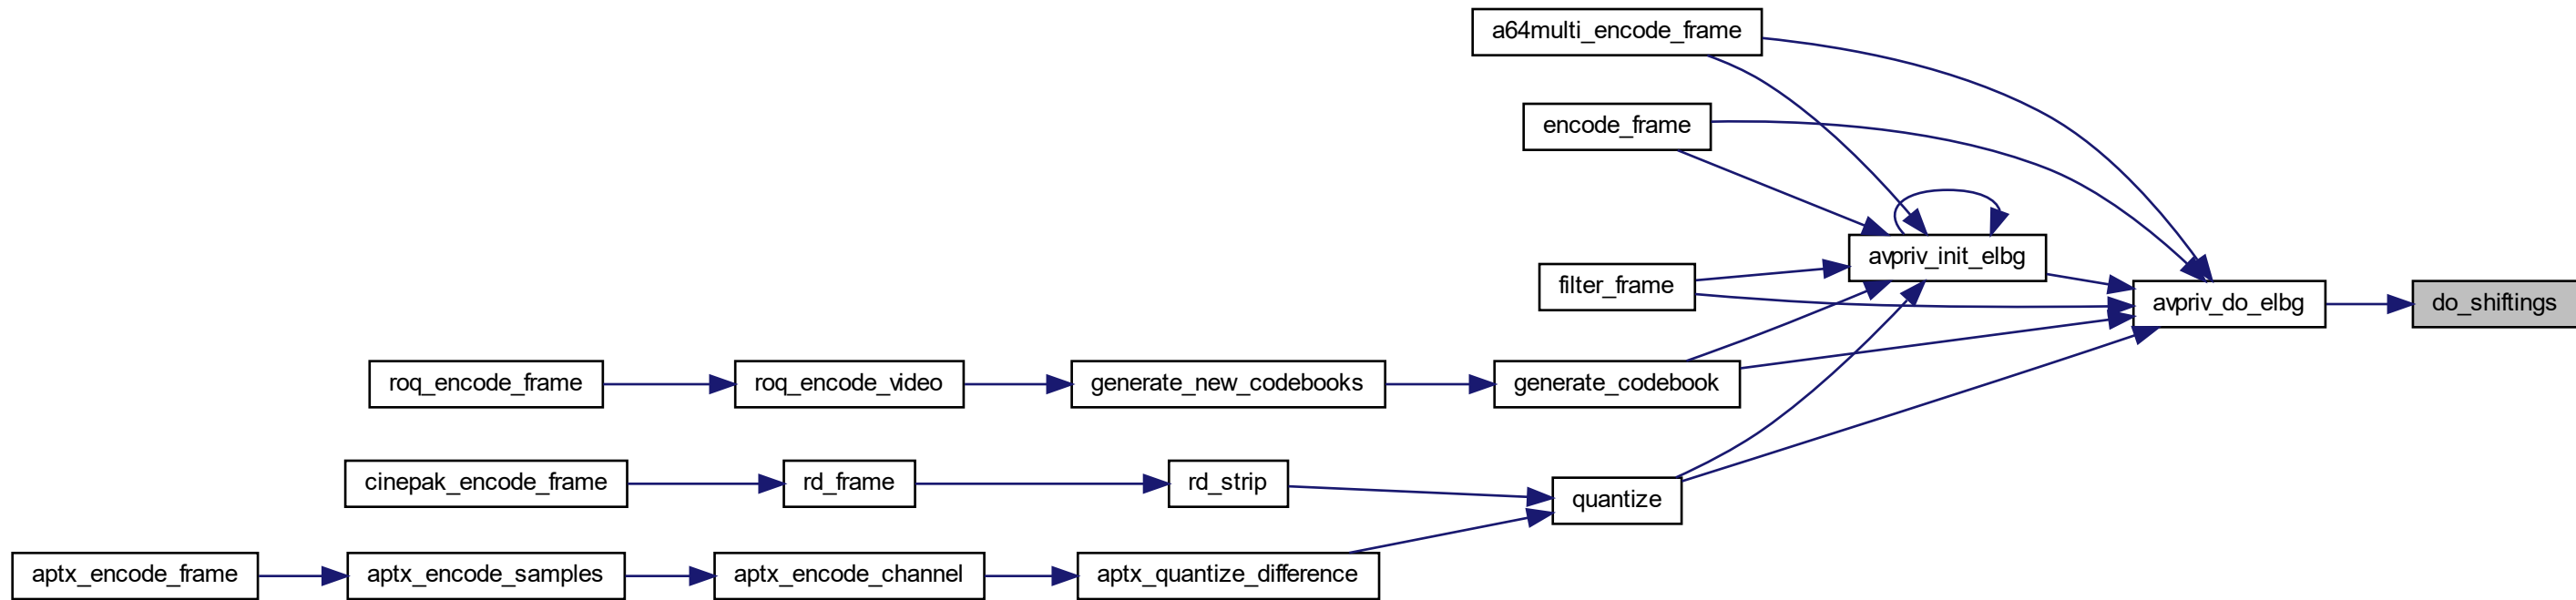 a64multi_encode_frame
encode_frame
avpriv_init_elbg
filter_frame
avpriv_do_elbg
do_shiftings
roq_encode_frame
roq_encode_video
generate_new_codebooks
generate_codebook
cinepak_encode_frame
rd_frame
rd_strip
quantize
aptx_encode_frame
aptx_encode_samples
aptx_encode_channel
aptx_quantize_difference